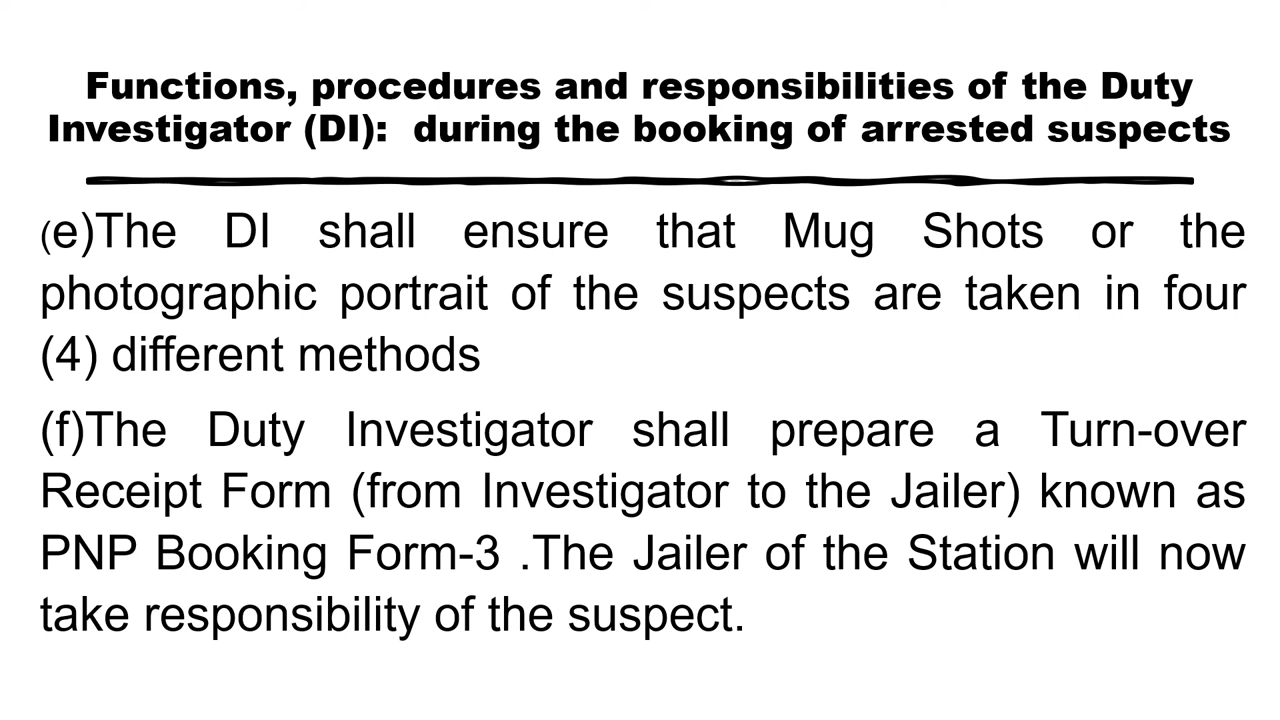 Functions, procedures and responsibilities of the Duty
Investigator (DI):  during the booking of arrested suspects
(e)The DI shall ensure that Mug Shots or the
photographic portrait of the suspects are taken in four
(4) different methods
(f)The Duty Investigator shall prepare a Turn-over
Receipt Form (from Investigator to the Jailer) known as
PNP Booking Form-3 .The Jailer of the Station will now
take responsibility of the suspect.